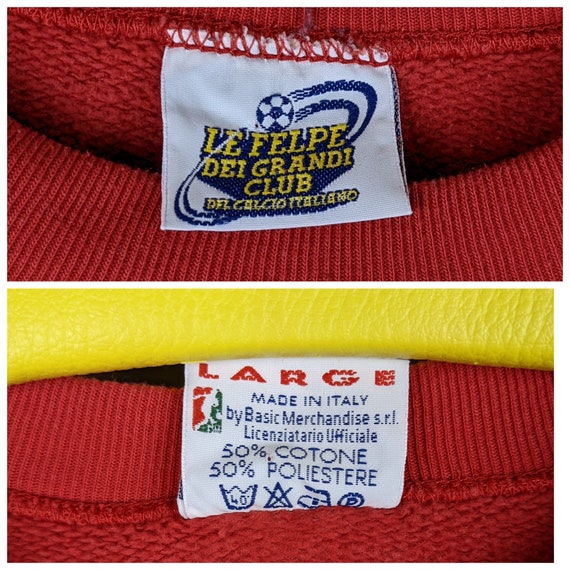 LE FELPE
DEI GRANDI
CLUB
DEL CALCIO ITALIANO
LARGE
MADE IN ITALY
by Basic Merchandise s.r.l.
Licenziatario Ufficiale
50% COTONE
50% POLIESTERE
40° P